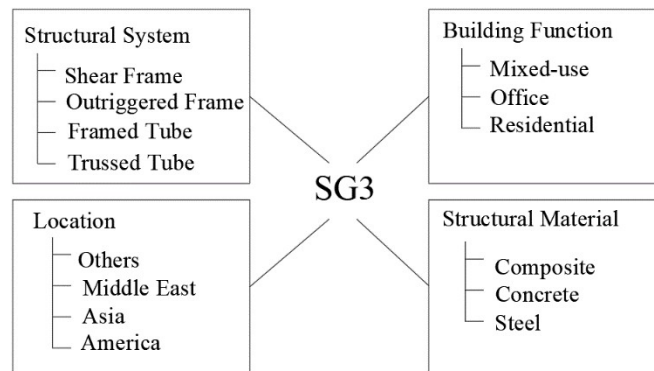 Structural System
Shear Frame
Outriggered Frame
Framed Tube
Trussed Tube
Building Function
Mixed-use
Office
Residential
SG3
Location
Others
Middle East
Asia
America
Structural Material
Composite
Concrete
Steel